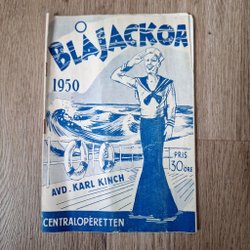 BLÅJACKOR
1950
PRIS
30 ÖRE
AVD. KARL KINCH
CENTRALOPERETTEN